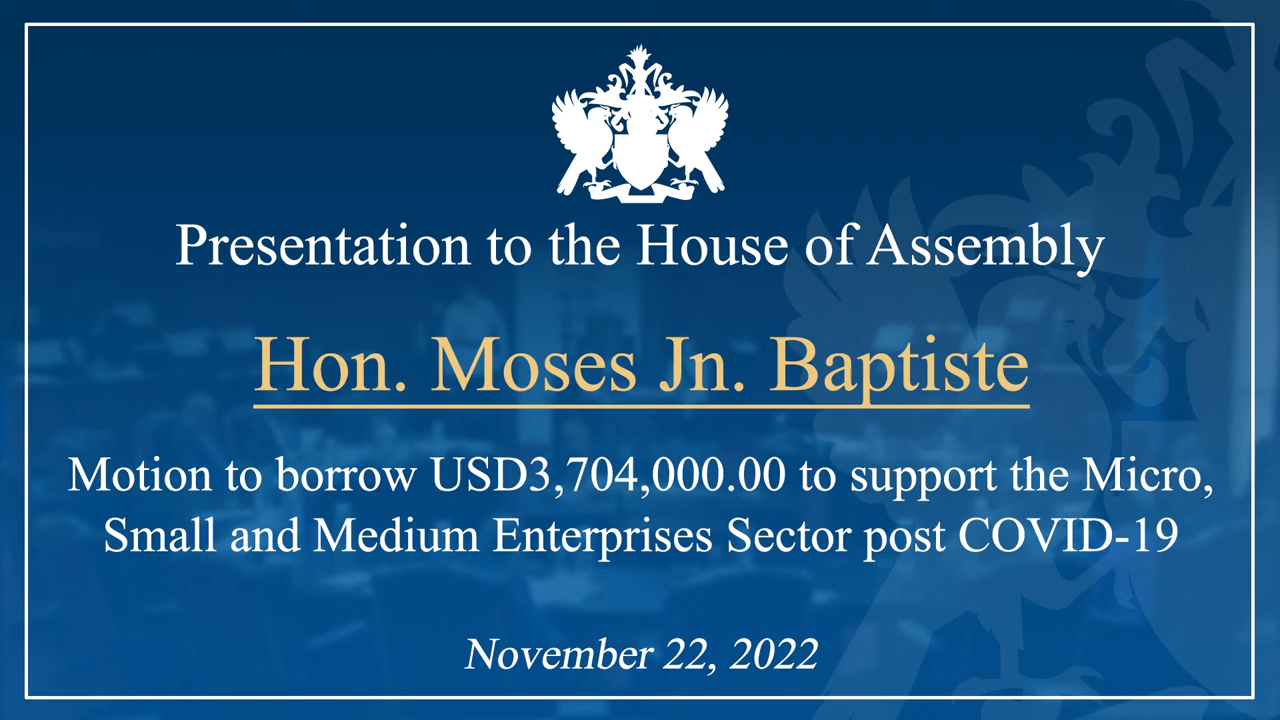 Presentation to the House of Assembly
Hon. Moses Jn. Baptiste
Motion to borrow USD3,704,000.00 to support the Micro,
Small and Medium Enterprises Sector post COVID-19
November 22, 2022